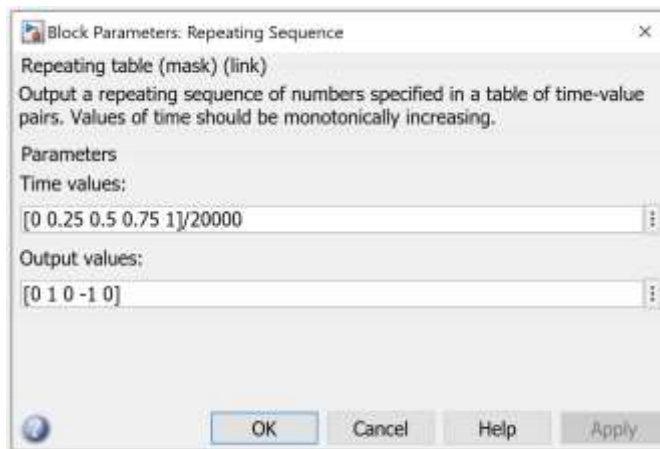 Block Parameters: Repeating Sequence
Repeating table (mask) (link)
Output a repeating sequence of numbers specified in a table of time-value
pairs. Values of time should be monotonically increasing.
Parameters
Time values:
[0 0.25 0.5 0.75 1]/20000
Output values:
[0 1 0 -1 0]
OK Cancel Help Apply